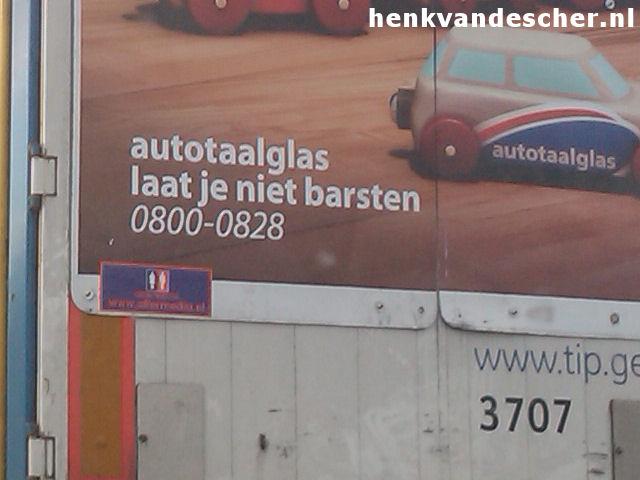 henkvandescher.nl
autotaalglas
autotaalglas
laat je niet barsten
0800-0828
www.tip.ge
3707